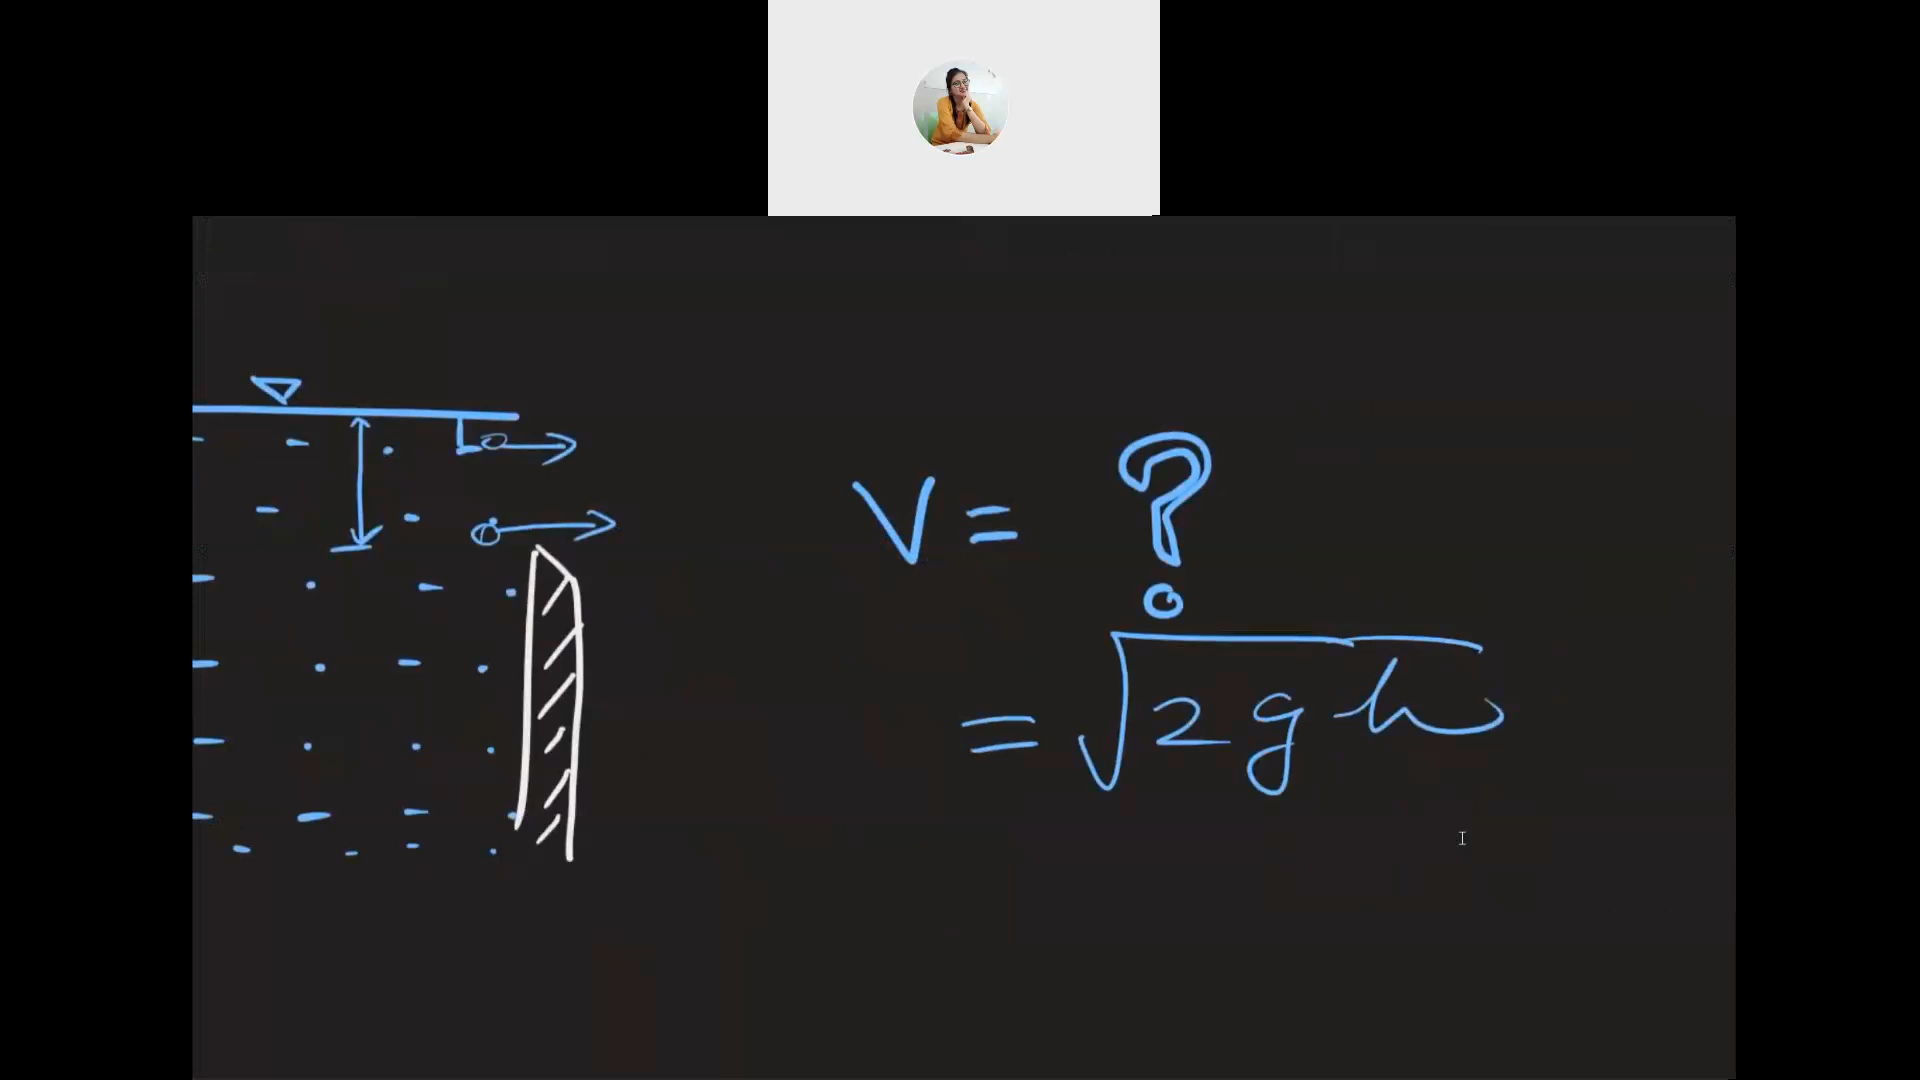 V = ?
= √2gh